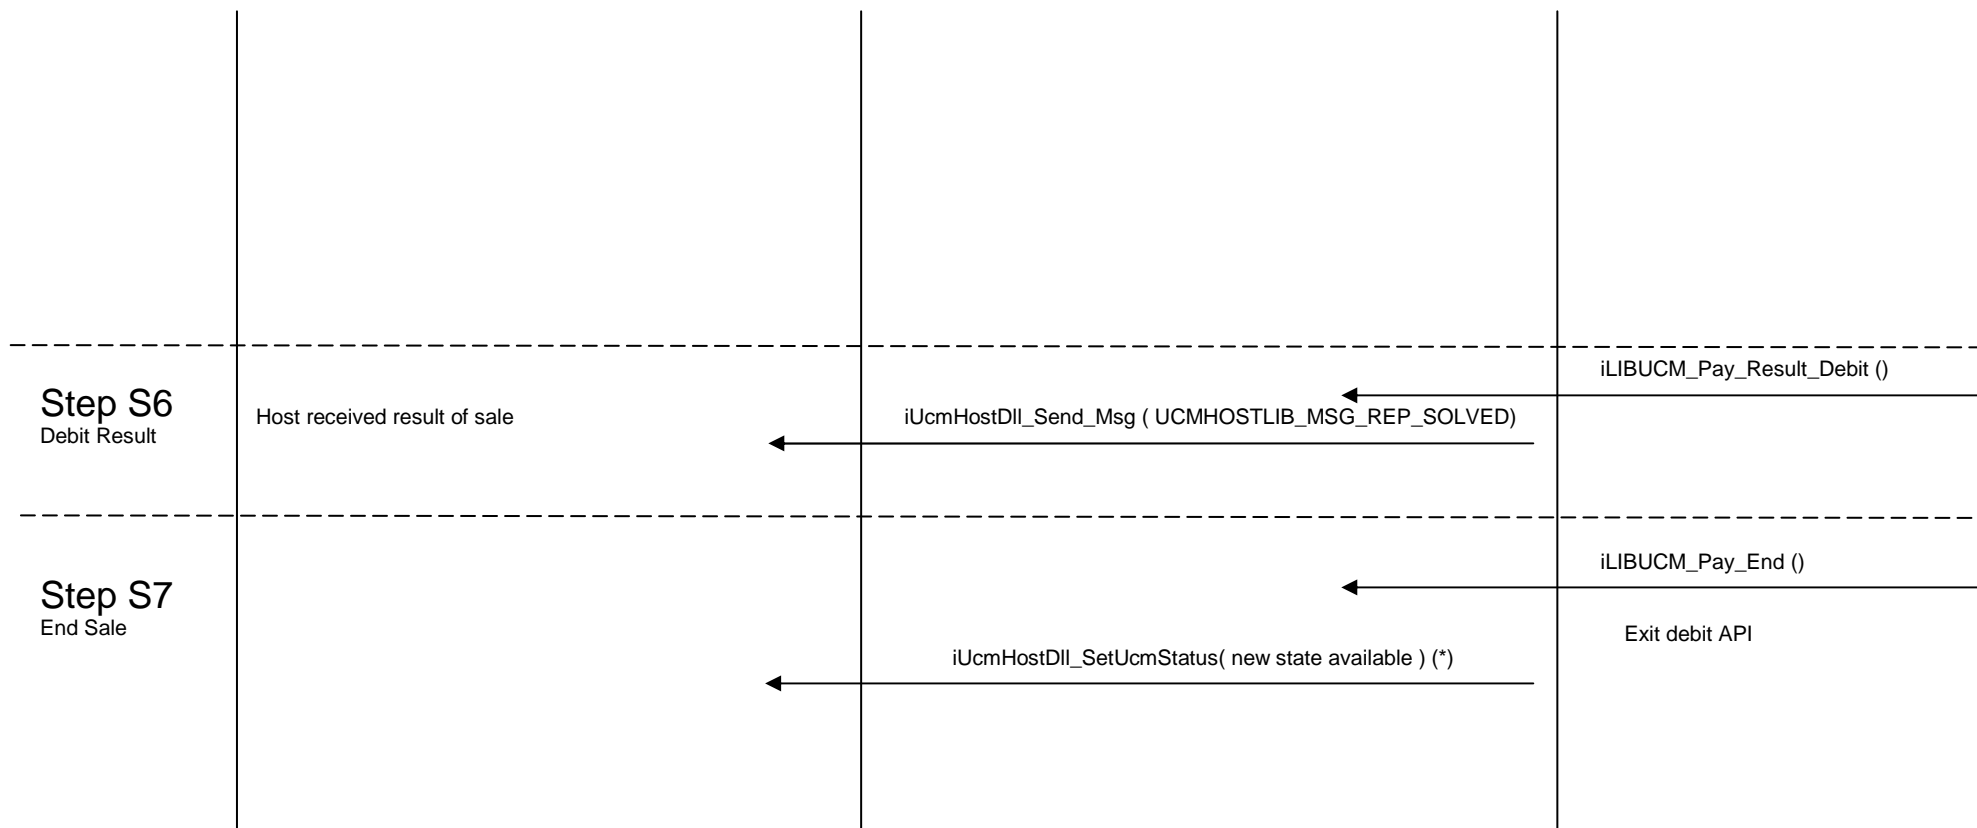 iLIBUCM_Pay_Result_Debit ()
Step S6
Debit Result
Host received result of sale
iUcmHostDll_Send_Msg ( UCMHOSTLIB_MSG_REP_SOLVED)
iLIBUCM_Pay_End ()
Step S7
End Sale
Exit debit API
iUcmHostDll_SetUcmStatus( new state available ) (*)